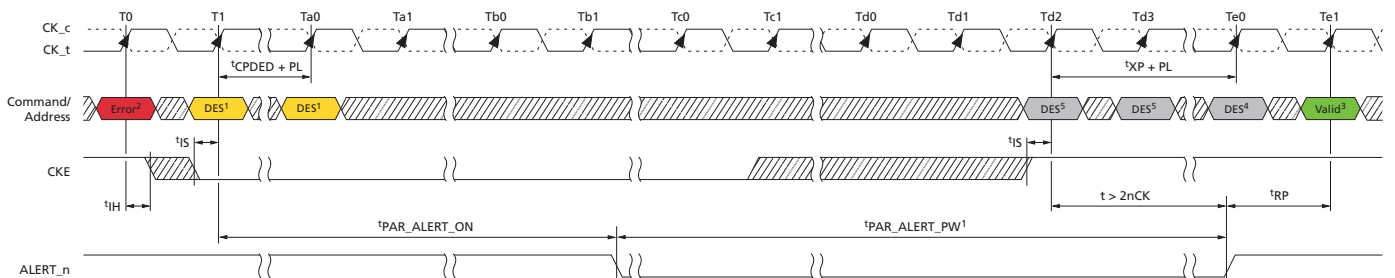 T0 T1 Ta0 Ta1 Tb0 Tb1 Tc0 Tc1 Td0 Td1 Td2 Td3 Te0 Te1
CK_c
CK_t
tCPDED + PL
tXP + PL
Command/
Address
Error2
DES1
DES1
DES5
DES5
DES4
Valid3
tIS
tIS
CKE
tIH
t > 2nCK
tRP
tPAR_ALERT_ON
tPAR_ALERT_PW1
ALERT_n